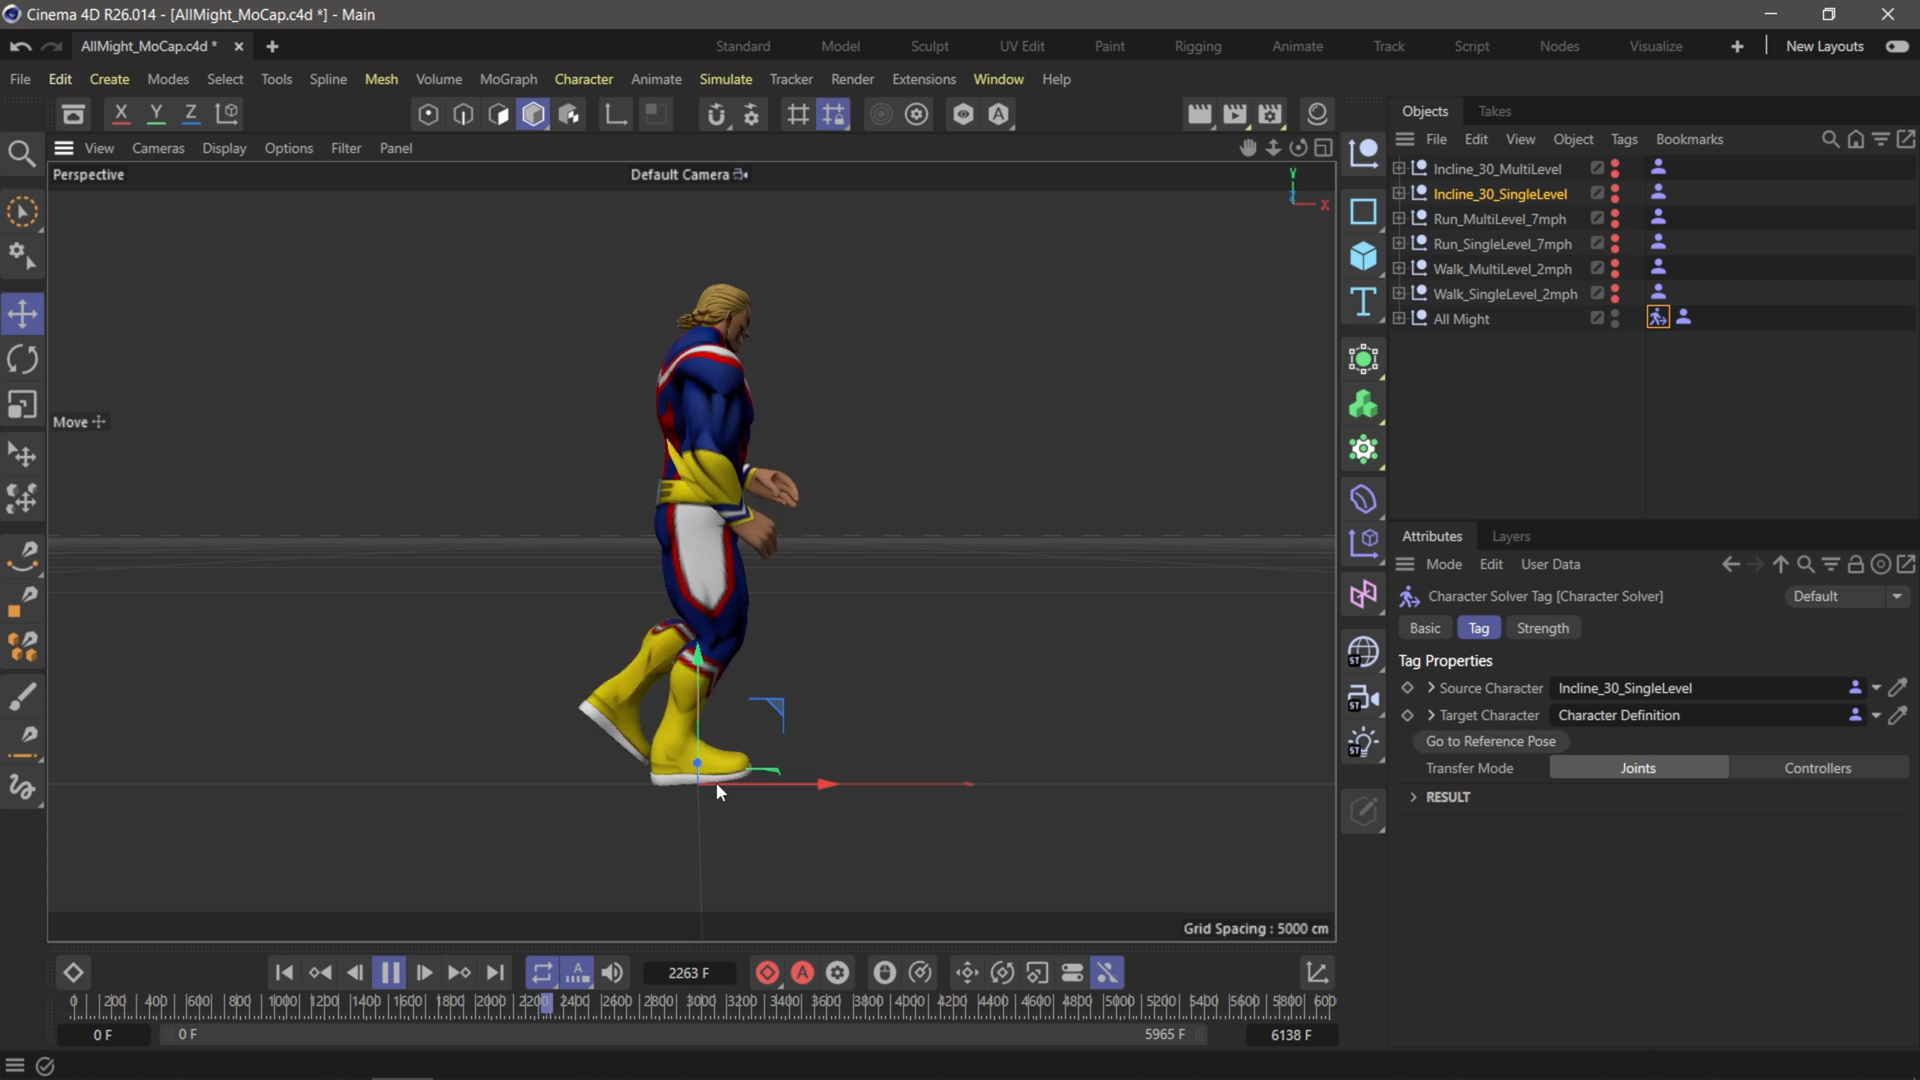 Cinema 4D R26.014 - [AllMight_MoCap.c4d *] - Main
AllMight_MoCap.c4d *
Standard
Model
Sculpt
UV Edit
Paint
Rigging
Animate
Track
Script
Nodes
Visualize
New Layouts
File Edit Create Modes Select Tools Spline Mesh Volume MoGraph Character Animate Simulate Tracker Render Extensions Window Help
X Y Z
View Cameras Display Options Filter Panel
Perspective
Default Camera
Y
Z
X
Move
Grid Spacing : 5000 cm
ST
ST
ST
Objects Takes
File Edit View Object Tags Bookmarks
Incline_30_MultiLevel
Incline_30_SingleLevel
Run_MultiLevel_7mph
Run_SingleLevel_7mph
Walk_MultiLevel_2mph
Walk_SingleLevel_2mph
All Might
Attributes Layers
Mode Edit User Data
Character Solver Tag [Character Solver]
Default
Basic Tag Strength
Tag Properties
Source Character Incline_30_SingleLevel
Target Character Character Definition
Go to Reference Pose
Transfer Mode Joints Controllers
RESULT
A
2263 F
A
0 200 400 600 800 1000 1200 1400 1600 1800 2000 2200 2400 2600 2800 3000 3200 3400 3600 3800 4000 4200 4400 4600 4800 5000 5200 5400 5600 5800 600
0 F
0 F
5965 F
6138 F